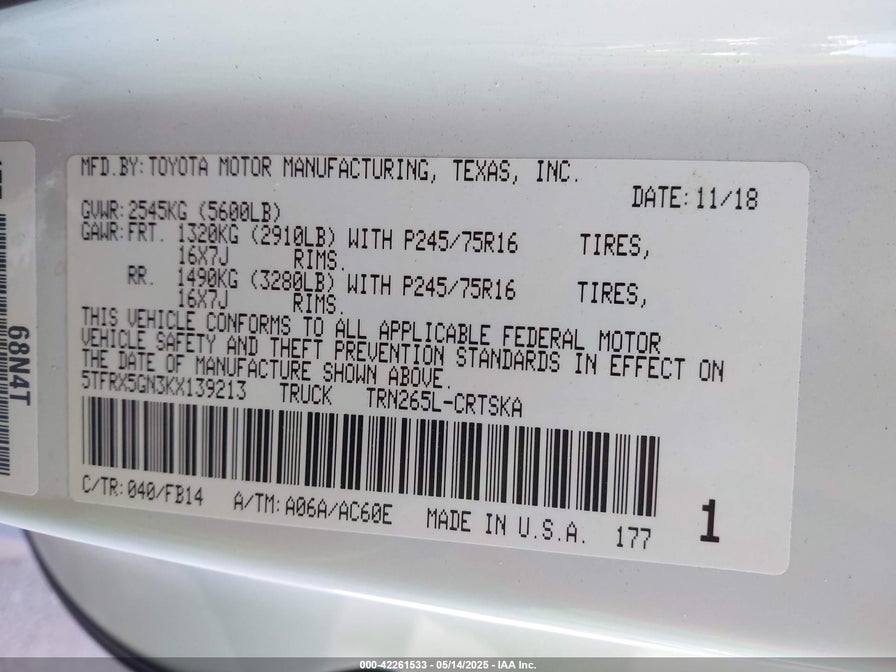 MFD.BY:TOYOTA MOTOR MANUFACTURING, TEXAS, INC.
DATE:11/18
GVWR:2545KG (5600LB)
GAWR:FRT. 1320KG (2910LB) WITH P245/75R16 TIRES,
16X7J RIMS.
RR. 1490KG (3280LB) WITH P245/75R16 TIRES,
16X7J RIMS.
THIS VEHICLE CONFORMS TO ALL APPLICABLE FEDERAL MOTOR
VEHICLE SAFETY AND THEFT PREVENTION STANDARDS IN EFFECT ON
THE DATE OF MANUFACTURE SHOWN ABOVE.
5TFRX5GN3KX139213 TRUCK TRN265L-CRTSKA
C/TR:040/FB14 A/TM:A06A/AC60E MADE IN U.S.A. 177 1
68N4T
000-42261533 - 05/14/2025 - IAA Inc.